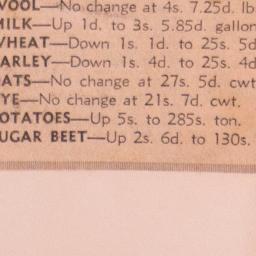 WOOL—No change at 4s. 7.25d. lb
MILK—Up 1d. to 3s. 5.85d. gallon
WHEAT—Down 1s. 1d. to 25s. 5d
ARLEY—Down 1s. 4d. to 25s. 4d
ATS—No change at 27s. 5d. cwt
YE—No change at 21s. 7d. cwt.
OTATOES—Up 5s. to 285s. ton.
UGAR BEET—Up 2s. 6d. to 130s.